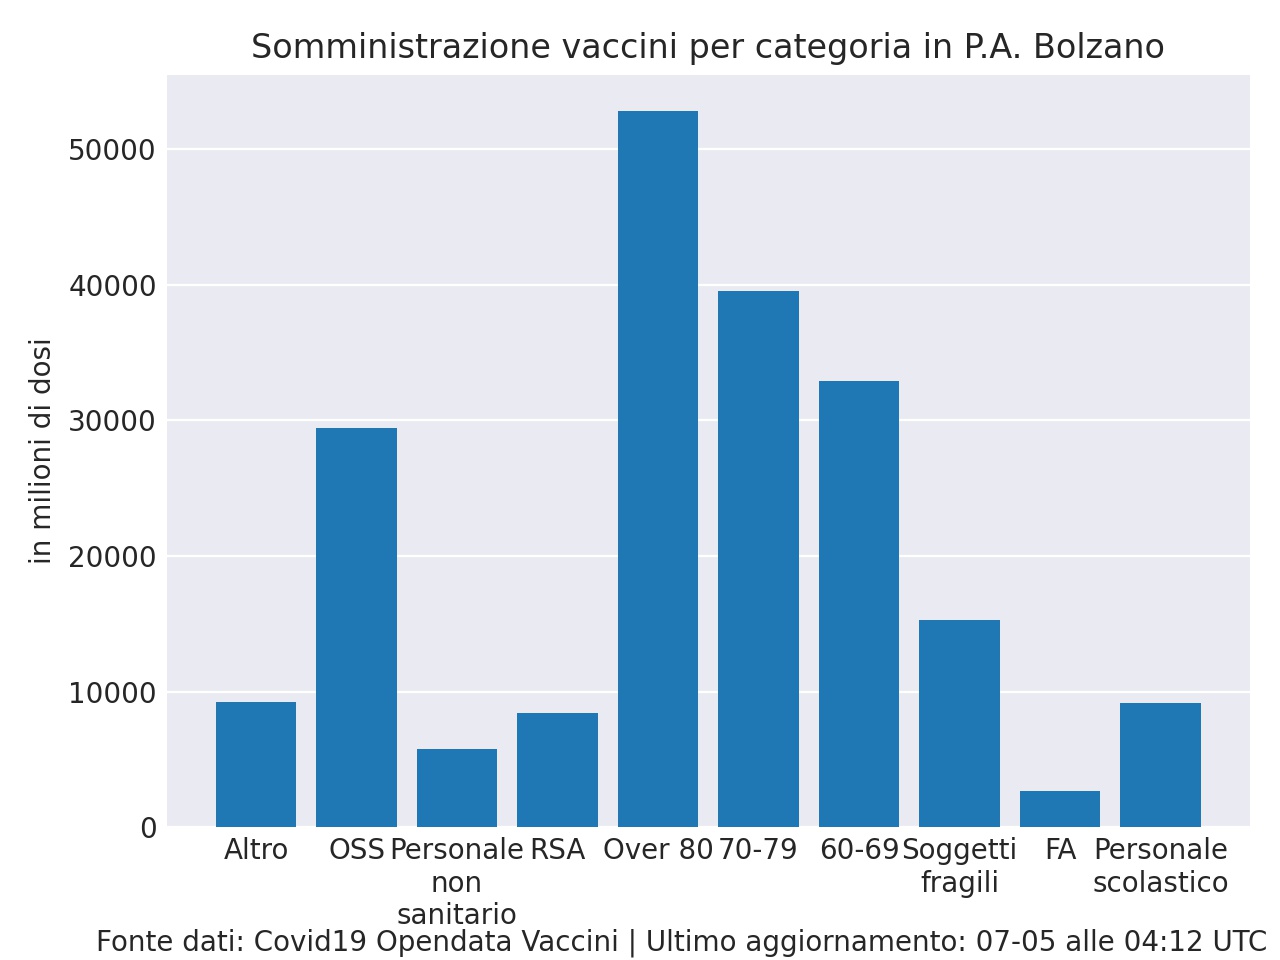 Somministrazione vaccini per categoria in P.A. Bolzano
in milioni di dosi
50000
40000
30000
20000
10000
0
Altro OSS Personale RSA Over 80 70-79 60-69 Soggetti FA Personale
non fragili scolastico
sanitario
Fonte dati: Covid19 Opendata Vaccini | Ultimo aggiornamento: 07-05 alle 04:12 UTC